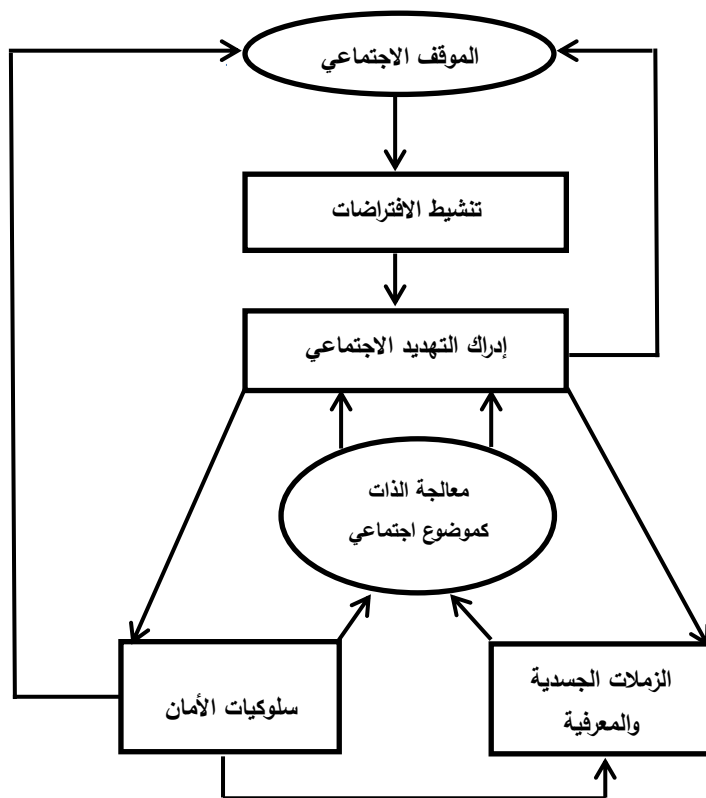 الموقف الاجتماعي
تنشيط الافتراضات
إدراك التهديد الاجتماعي
معالجة الذات
كموضوع اجتماعي
سلوكيات الأمان
الزملات الجسدية
والمعرفية